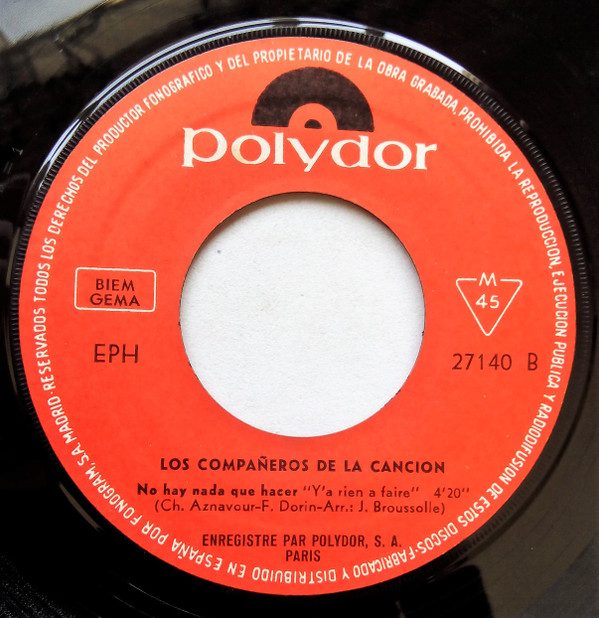 RESERVADOS TODOS LOS DERECHOS DEL PRODUCTOR FONOGRAFICO Y DEL PROPIETARIO DE LA OBRA GRABADA, PROHIBIDA LA REPRODUCCION, EJECUCION PUBLICA Y RADIODIFUSION DE ESTOS DISCOS-FABRICADO Y DISTRIBUIDO EN ESPAÑA POR FONOGRAM, S.A. MADRID-
polydor
BIEM
GEMA
M
45
EPH
27140 B
LOS COMPAÑEROS DE LA CANCION
No hay nada que hacer "Y'a rien a faire" 4'20"
(Ch. Aznavour-F. Dorin-Arr.: J. Broussolle)
ENREGISTRE PAR POLYDOR, S. A.
PARIS